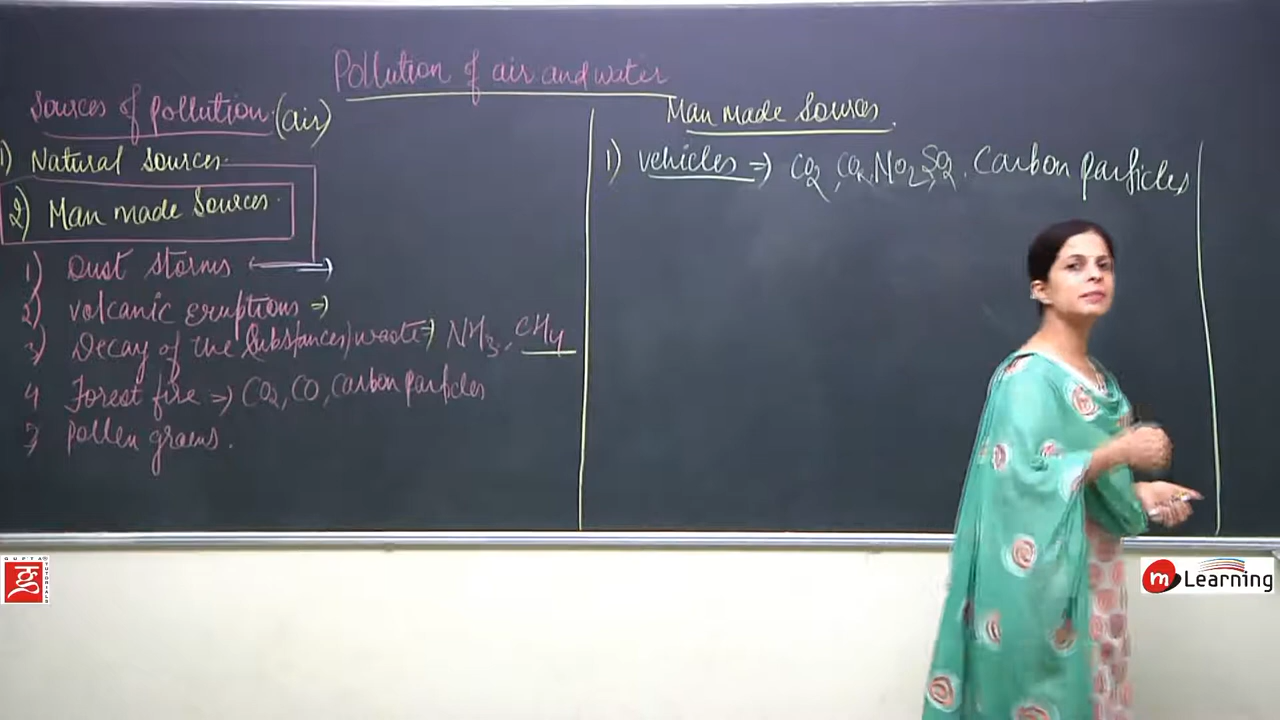 Pollution of air and water
Sources of pollution (air)
1) Natural Sources
2) Man made Sources
1) Dust storms
2) volcanic eruptions ⇒
3) Decay of the Substances/waste ⇒ NH3, CH4
4 Forest fire ⇒ CO2, CO, Carbon particles
5 pollen grains.
Man made Sources.
1) vehicles ⇒ CO2, CO, NO2, SO2, Carbon particles
GUPTA TUTORIALS
m Learning